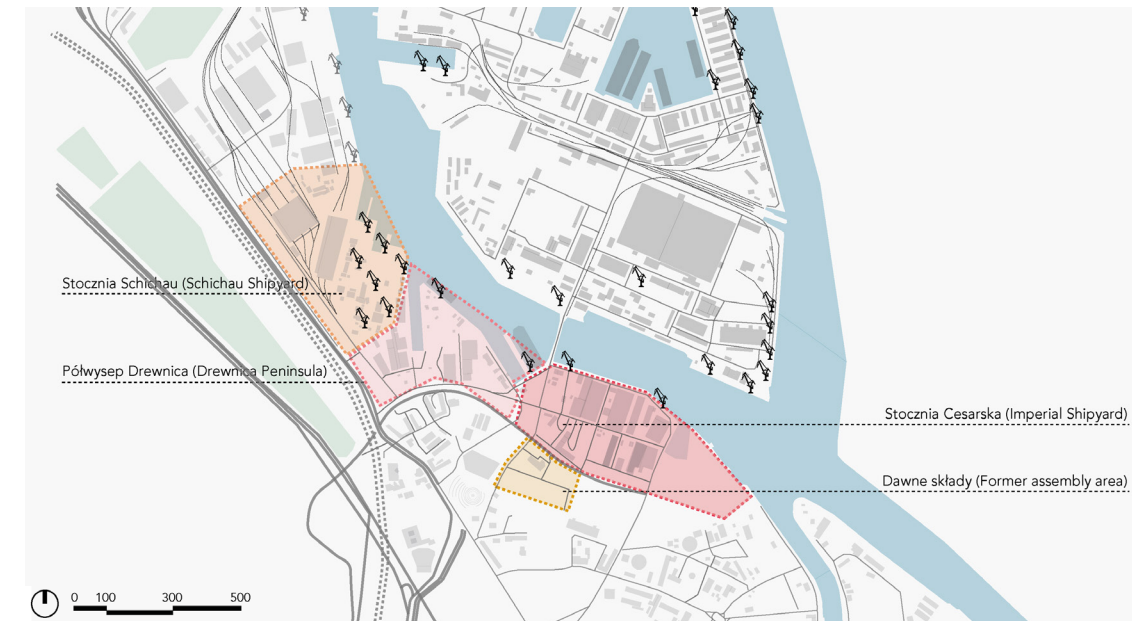 Stocznia Schichau (Schichau Shipyard)
Półwysep Drewnica (Drewnica Peninsula)
Stocznia Cesarska (Imperial Shipyard)
Dawne składy (Former assembly area)
0 100 300 500